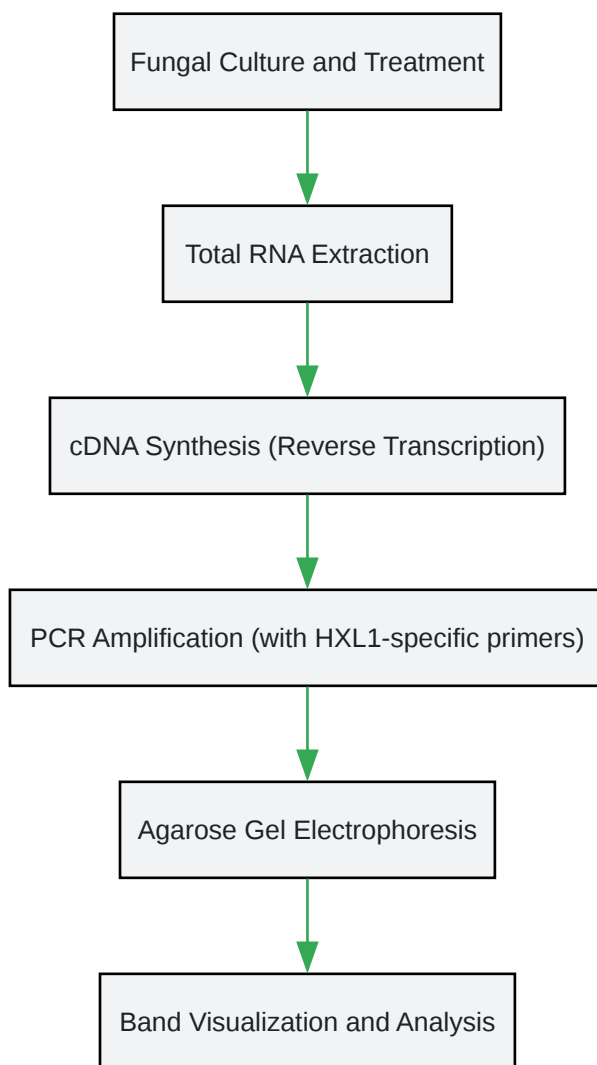 Fungal Culture and Treatment
Total RNA Extraction
cDNA Synthesis (Reverse Transcription)
PCR Amplification (with HXL1-specific primers)
Agarose Gel Electrophoresis
Band Visualization and Analysis